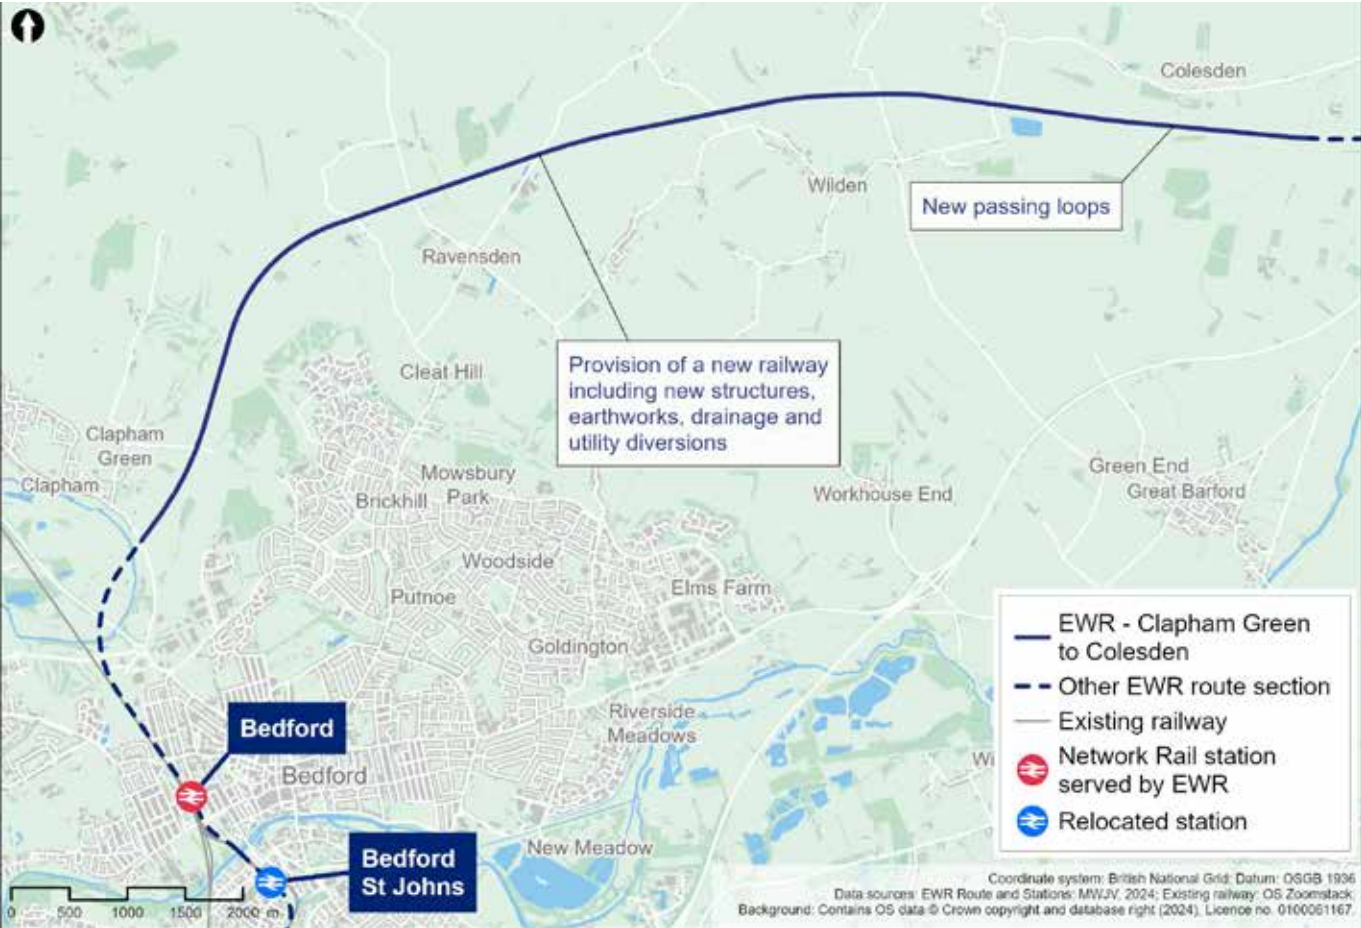 Colesden
Wilden
New passing loops
Ravensden
Provision of a new railway
including new structures,
earthworks, drainage and
utility diversions
Cleat Hill
Clapham
Green
Clapham
Mowsbury
Park
Brickhill
Green End
Great Barford
Workhouse End
Woodside
Elms Farm
Putnoe
Goldington
Riverside
Meadows
Wi
Bedford
Bedford
New Meadow
Bedford
St Johns
EWR - Clapham Green
to Colesden
Other EWR route section
Existing railway
Network Rail station
served by EWR
Relocated station
0 500 1000 1500 2000 m
Coordinate system: British National Grid: Datum: OSGB 1936
Data sources: EWR Route and Stations: MWJV, 2024; Existing railway: OS Zoomstack,
Background: Contains OS data © Crown copyright and database right (2024), Licence no. 0100061167.